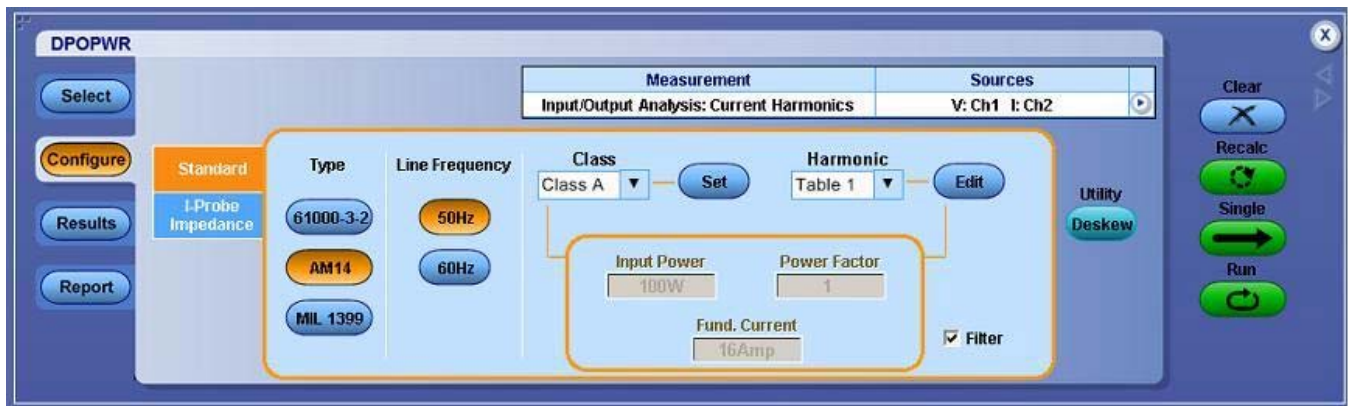 DPOPWR
Select
Configure
Results
Report
Measurement Sources
Input/Output Analysis: Current Harmonics V: Ch1 I: Ch2
Standard
I-Probe
Impedance
Type
61000-3-2
AM14
MIL 1399
Line Frequency
50Hz
60Hz
Class
Class A
Set
Harmonic
Table 1
Edit
Input Power
100W
Power Factor
1
Fund. Current
16Amp
Filter
Utility
Deskew
X
Clear
Recalc
Single
Run